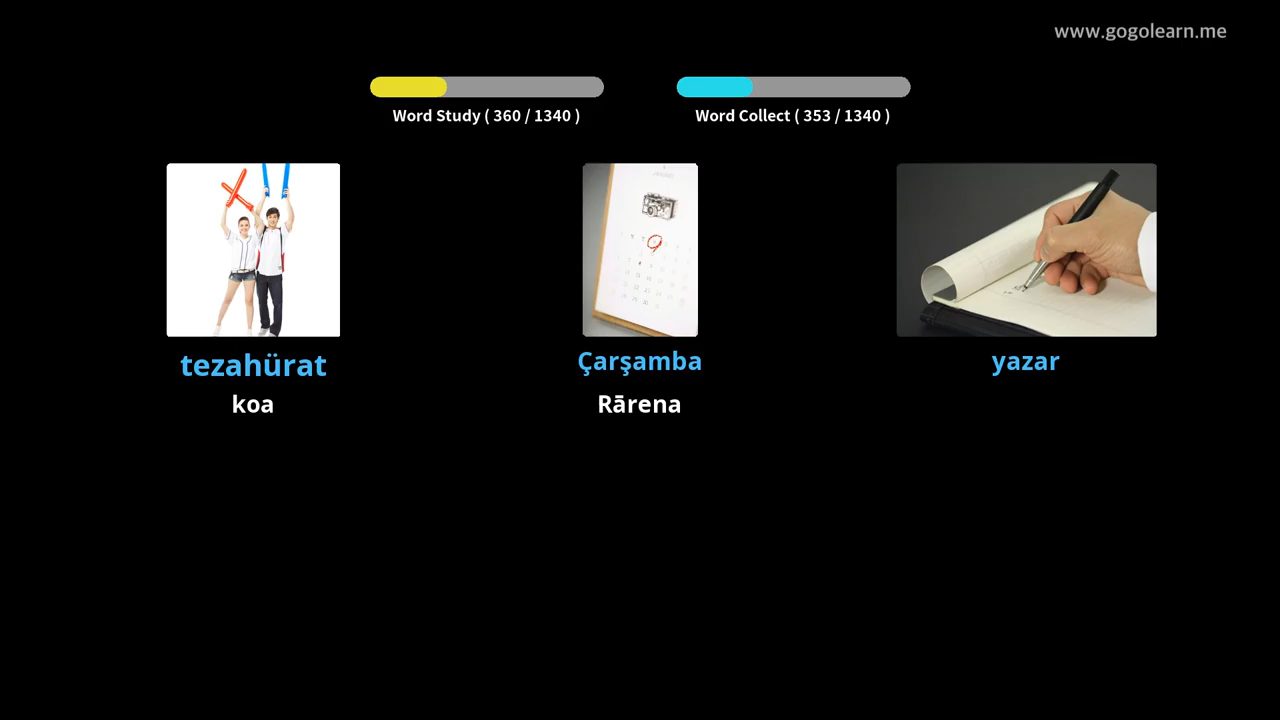 www.gogolearn.me
Word Study ( 360 / 1340 )
Word Collect ( 353 / 1340 )
tezahürat
Çarşamba
yazar
koa
Rārena